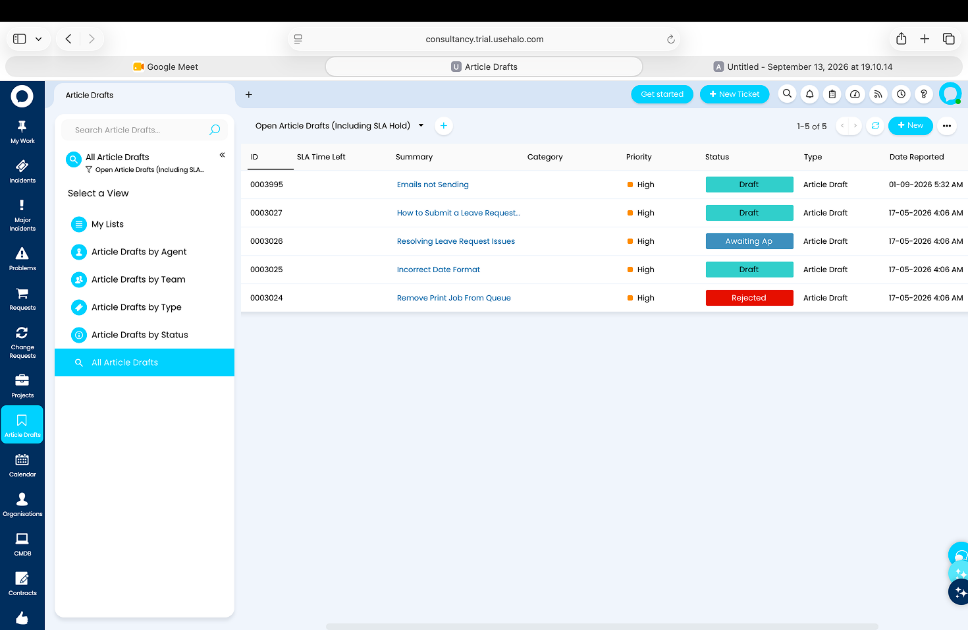 consultancy.trial.usehalo.com
Google Meet
U Article Drafts
A Untitled - September 13, 2026 at 19.10.14
Article Drafts
+
Get started
+ New Ticket
My Work
Incidents
Major
Incidents
Problems
Requests
Change
Requests
Projects
Article Drafts
Calendar
Organisations
CMDB
Contracts
Search Article Drafts...
All Article Drafts
Open Article Drafts (Including SLA...
Select a View
My Lists
Article Drafts by Agent
Article Drafts by Team
Article Drafts by Type
Article Drafts by Status
All Article Drafts
Open Article Drafts (Including SLA Hold)
1-5 of 5
+ New
ID SLA Time Left Summary Category Priority Status Type Date Reported
0003995 Emails not Sending High Draft Article Draft 01-09-2026 5:32 AM
0003027 How to Submit a Leave Request... High Draft Article Draft 17-05-2026 4:06 AM
0003026 Resolving Leave Request Issues High Awaiting Ap Article Draft 17-05-2026 4:06 AM
0003025 Incorrect Date Format High Draft Article Draft 17-05-2026 4:06 AM
0003024 Remove Print Job From Queue High Rejected Article Draft 17-05-2026 4:06 AM